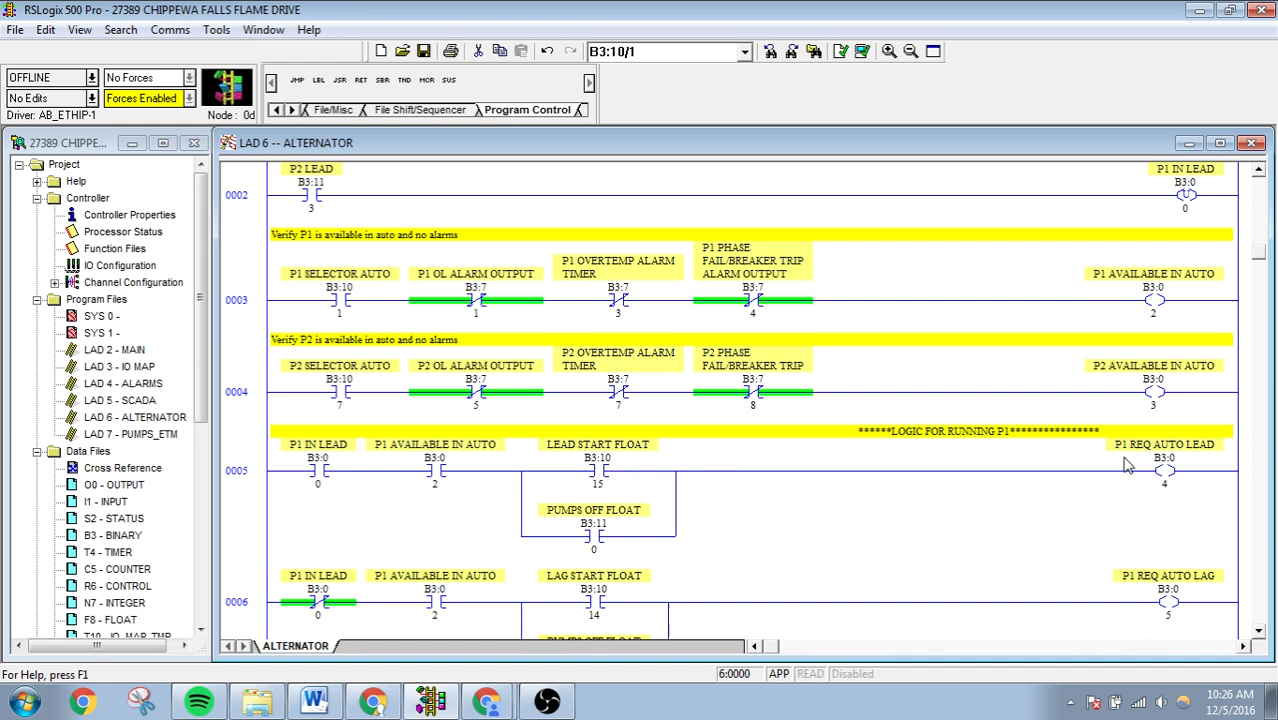 RSLogix 500 Pro - 27389 CHIPPEWA FALLS FLAME DRIVE
File Edit View Search Comms Tools Window Help
B3:10/1
OFFLINE No Forces
No Edits Forces Enabled
Driver: AB_ETHIP-1 Node : 0d
JMP LBL JSR RET SBR TND MCR SUS
File/Misc File Shift/Sequencer Program Control
27389 CHIPPE...
Project
Help
Controller
Controller Properties
Processor Status
Function Files
IO Configuration
Channel Configuration
Program Files
SYS 0 -
SYS 1 -
LAD 2 - MAIN
LAD 3 - IO MAP
LAD 4 - ALARMS
LAD 5 - SCADA
LAD 6 - ALTERNATOR
LAD 7 - PUMPS_ETM
Data Files
Cross Reference
O0 - OUTPUT
I1 - INPUT
S2 - STATUS
B3 - BINARY
T4 - TIMER
C5 - COUNTER
R6 - CONTROL
N7 - INTEGER
F8 - FLOAT
T10 - IO_MAP_TMP
LAD 6 -- ALTERNATOR
P2 LEAD P1 IN LEAD
B3:11 B3:0
0002 U
3 0
Verify P1 is available in auto and no alarms
P1 PHASE
P1 OVERTEMP ALARM FAIL/BREAKER TRIP
P1 SELECTOR AUTO P1 OL ALARM OUTPUT TIMER ALARM OUTPUT P1 AVAILABLE IN AUTO
B3:10 B3:7 B3:7 B3:7 B3:0
0003
1 1 3 4 2
Verify P2 is available in auto and no alarms
P2 OVERTEMP ALARM P2 PHASE
P2 SELECTOR AUTO P2 OL ALARM OUTPUT TIMER FAIL/BREAKER TRIP P2 AVAILABLE IN AUTO
B3:10 B3:7 B3:7 B3:7 B3:0
0004
7 5 7 8 3
******LOGIC FOR RUNNING P1****************
P1 IN LEAD P1 AVAILABLE IN AUTO LEAD START FLOAT P1 REQ AUTO LEAD
B3:0 B3:0 B3:10 B3:0
0005
0 2 15 4
PUMPS OFF FLOAT
B3:11
0
P1 IN LEAD P1 AVAILABLE IN AUTO LAG START FLOAT P1 REQ AUTO LAG
B3:0 B3:0 B3:10 B3:0
0006
0 2 14 5
PUMPS OFF FLOAT
ALTERNATOR
For Help, press F1 6:0000 APP READ Disabled
W
10:26 AM
12/5/2016